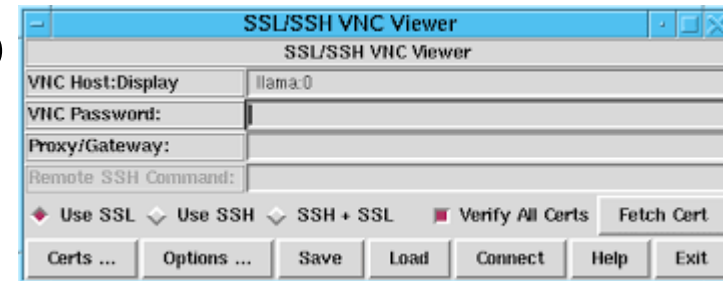 SSL/SSH VNC Viewer
SSL/SSH VNC Viewer
VNC Host:Display llama:0
VNC Password:
Proxy/Gateway:
Remote SSH Command:
Use SSL Use SSH SSH + SSL Verify All Certs Fetch Cert
Certs ... Options ... Save Load Connect Help Exit